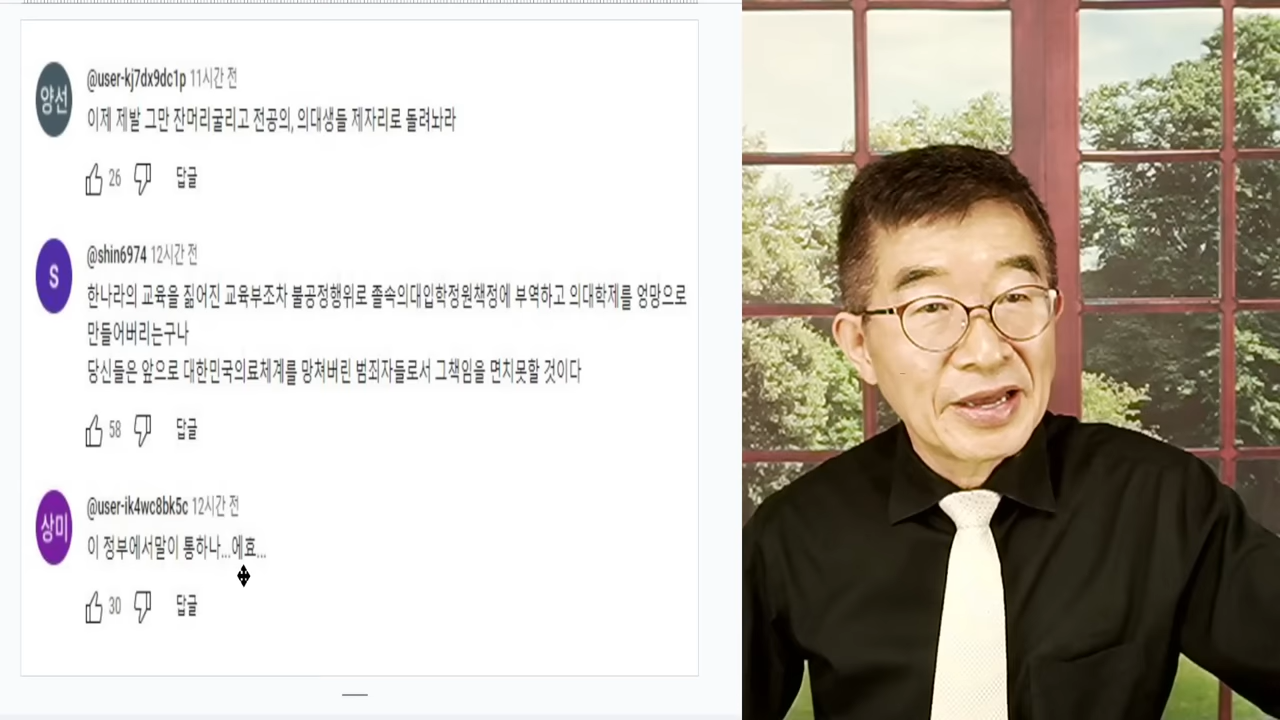 양선
@user-kj7dx9dc1p 11시간 전
이제 제발 그만 잔머리굴리고 전공의, 의대생들 제자리로 돌려놔라
26 답글
S
@shin6974 12시간 전
한나라의 교육을 짊어진 교육부조차 불공정행위로 졸속의대입학정원책정에 부역하고 의대학제를 엉망으로
만들어버리는구나
당신들은 앞으로 대한민국의료체계를 망쳐버린 범죄자들로서 그책임을 면치못할 것이다
58 답글
상미
@user-ik4wc8bk5c 12시간 전
이 정부에서말이 통하나...에효...
30 답글